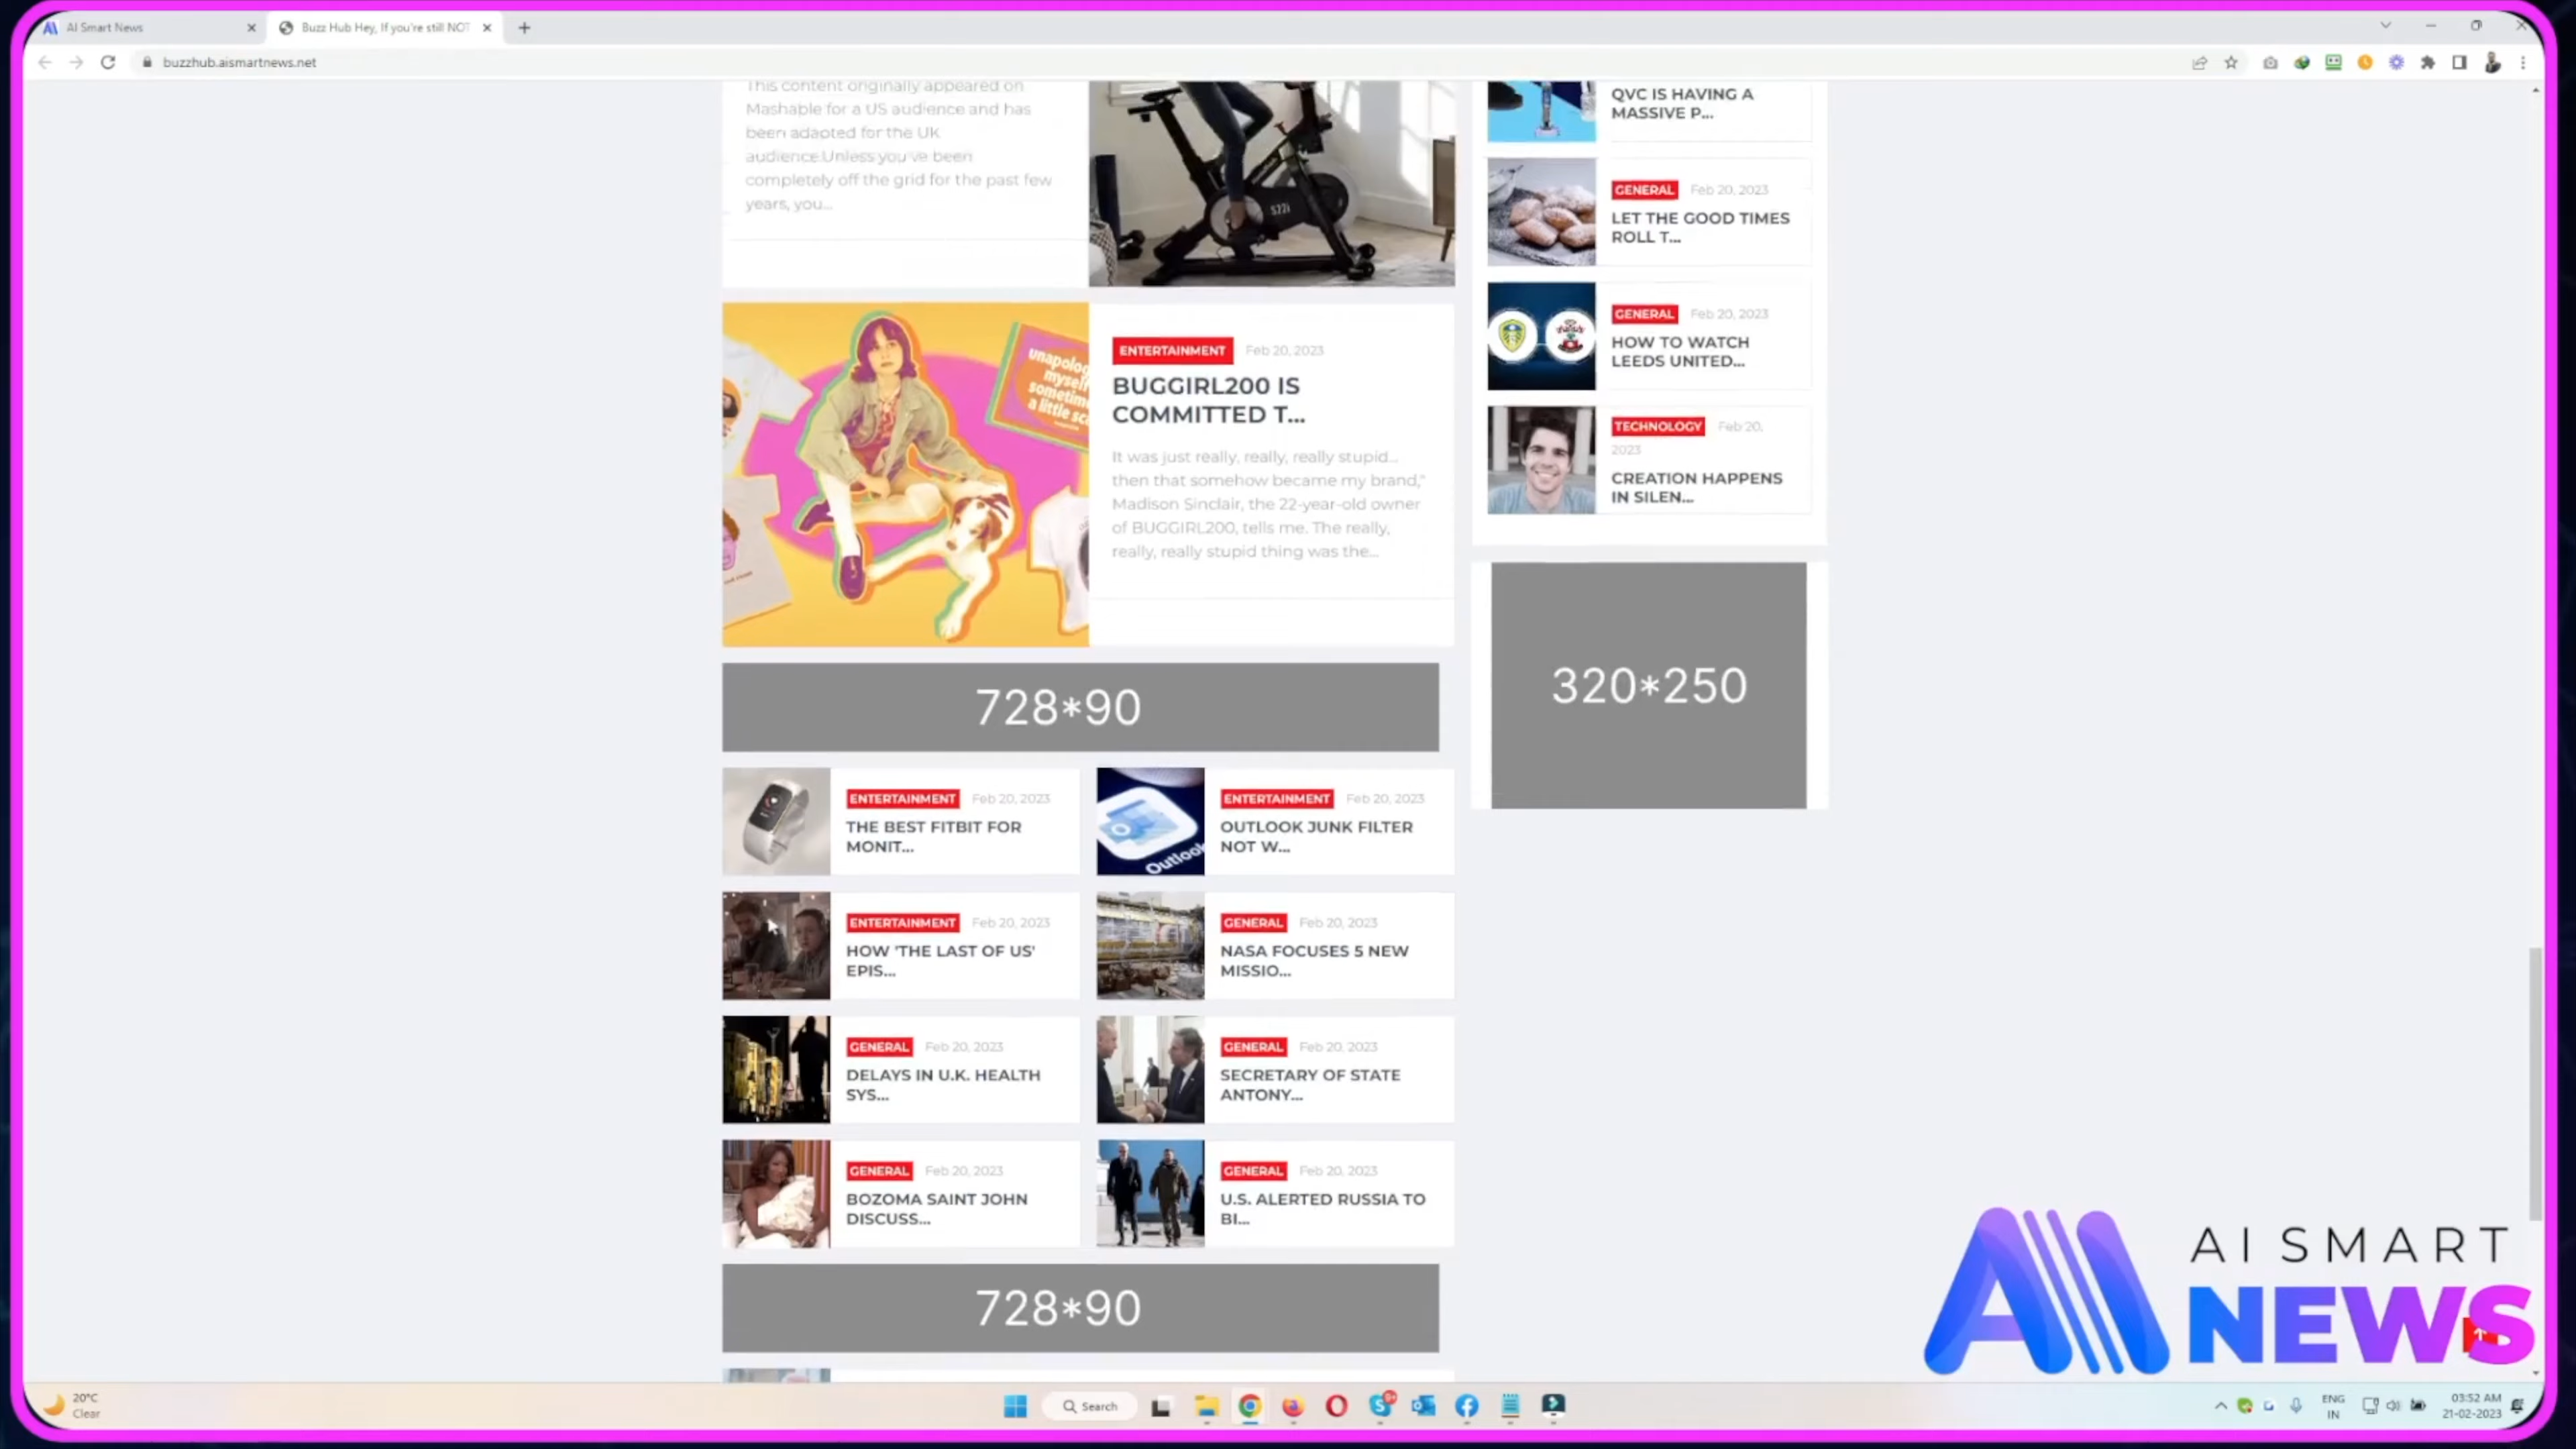 AI Smart News
Buzz Hub Hey, If you're still NOT
buzzhub.aismartnews.net
This content originally appeared on
Mashable for a US audience and has
been adapted for the UK
audience.Unless you've been
completely off the grid for the past few
years, you...
S22i
ENTERTAINMENT Feb 20, 2023
BUGGIRL200 IS
COMMITTED T...
It was just really, really, really stupid...
then that somehow became my brand,"
Madison Sinclair, the 22-year-old owner
of BUGGIRL200, tells me. The really,
really, really stupid thing was the...
728*90
ENTERTAINMENT Feb 20, 2023
THE BEST FITBIT FOR
MONIT...
Outlook
ENTERTAINMENT Feb 20, 2023
OUTLOOK JUNK FILTER
NOT W...
ENTERTAINMENT Feb 20, 2023
HOW 'THE LAST OF US'
EPIS...
GENERAL Feb 20, 2023
NASA FOCUSES 5 NEW
MISSIO...
GENERAL Feb 20, 2023
DELAYS IN U.K. HEALTH
SYS...
GENERAL Feb 20, 2023
SECRETARY OF STATE
ANTONY...
GENERAL Feb 20, 2023
BOZOMA SAINT JOHN
DISCUSS...
GENERAL Feb 20, 2023
U.S. ALERTED RUSSIA TO
BI...
728*90
QVC IS HAVING A
MASSIVE P...
GENERAL Feb 20, 2023
LET THE GOOD TIMES
ROLL T...
GENERAL Feb 20, 2023
HOW TO WATCH
LEEDS UNITED...
TECHNOLOGY Feb 20,
2023
CREATION HAPPENS
IN SILEN...
320*250
AI SMART
NEWS
20°C
Clear
Search
ENG
IN
03:52 AM
21-02-2023